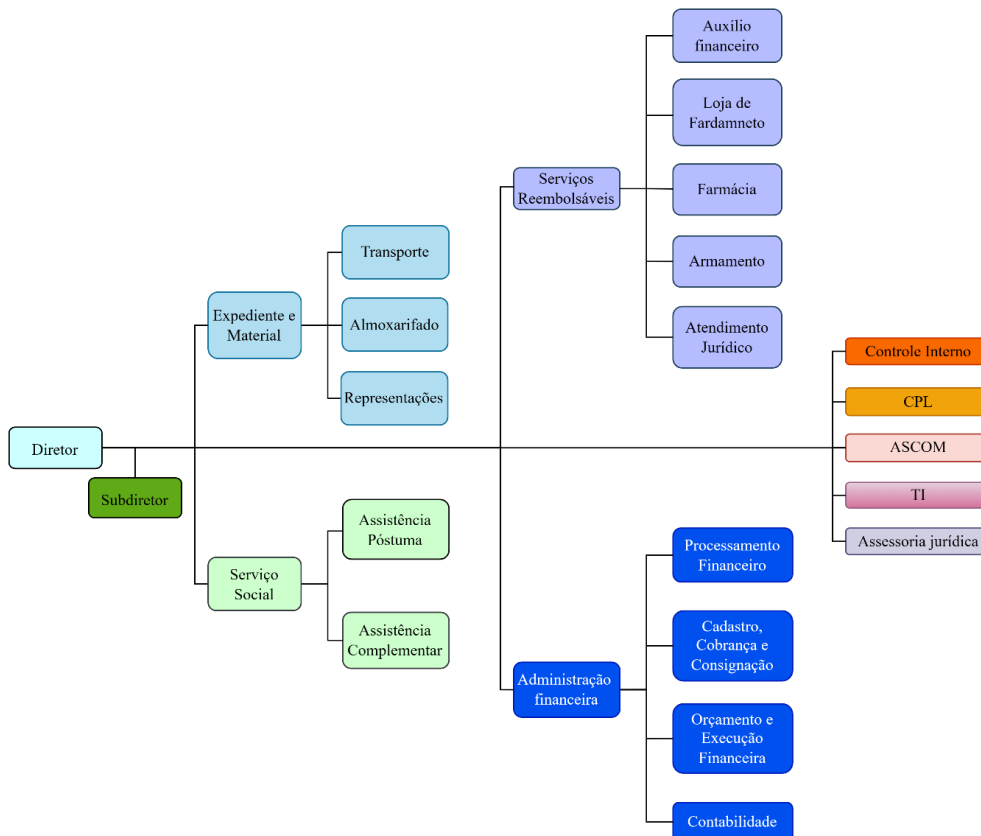 Diretor
Subdiretor
Expediente e
Material
Transporte
Almoxarifado
Representações
Serviço
Social
Assistência
Póstuma
Assistência
Complementar
Serviços
Reembolsáveis
Auxílio
financeiro
Loja de
Fardamneto
Farmácia
Armamento
Atendimento
Jurídico
Administração
financeira
Processamento
Financeiro
Cadastro,
Cobrança e
Consignação
Orçamento e
Execução
Financeira
Contabilidade
Controle Interno
CPL
ASCOM
TI
Assessoria jurídica